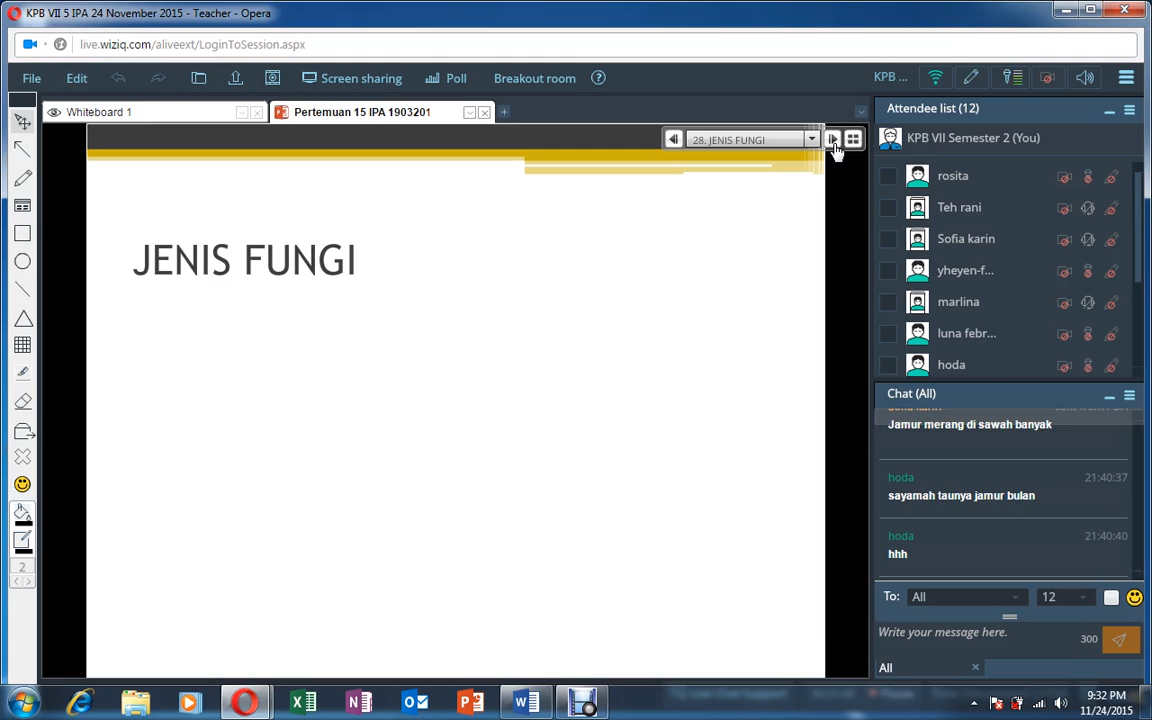 KPB VII 5 IPA 24 November 2015 - Teacher - Opera
live.wiziq.com/aliveext/LoginToSession.aspx
File Edit Screen sharing Poll Breakout room ? KPB ...
Whiteboard 1 Pertemuan 15 IPA 1903201
28. JENIS FUNGI
JENIS FUNGI
2
Attendee list (12)
KPB VII Semester 2 (You)
rosita
Teh rani
Sofia karin
yheyen-f...
marlina
luna febr...
hoda
Chat (All)
Jamur merang di sawah banyak
hoda 21:40:37
sayamah taunya jamur bulan
hoda 21:40:40
hhh
To: All 12
Write your message here. 300
All
9:32 PM
11/24/2015